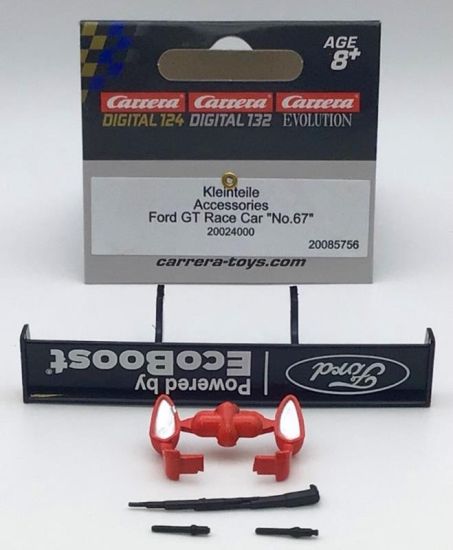 AGE
8+
Carrera Carrera Carrera
DIGITAL 124 DIGITAL 132 EVOLUTION
Kleinteile
Accessories
Ford GT Race Car "No.67"
20024000
20085756
carrera-toys.com
Powered by
EcoBoost
Ford